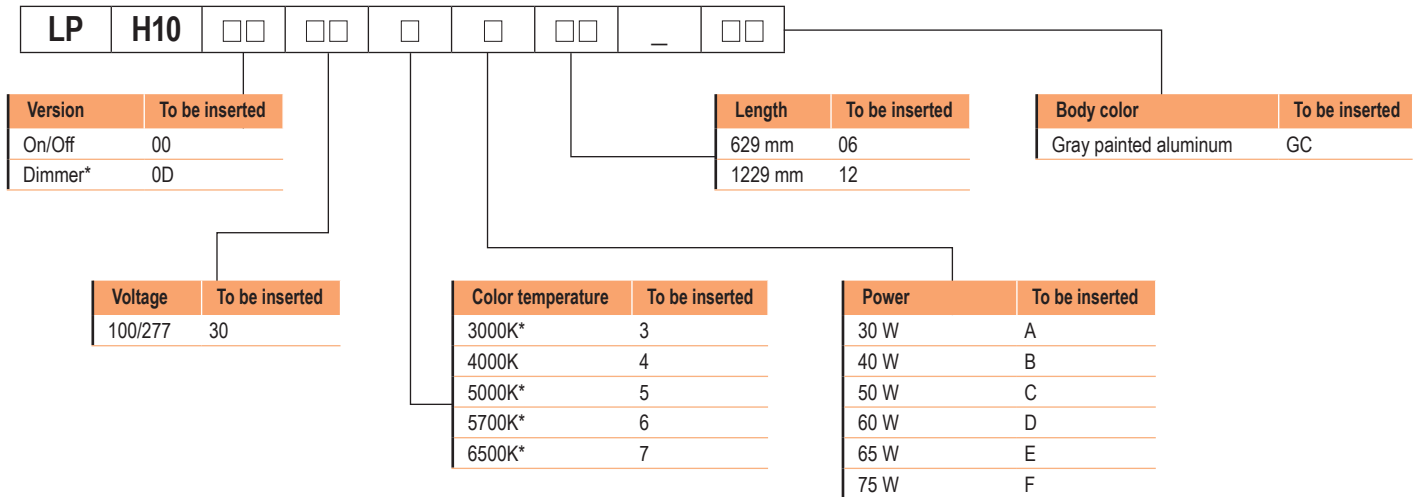 LP H10 □□ □□ □ □ □□ _ □□
Version To be inserted
On/Off 00
Dimmer* 0D
Length To be inserted
629 mm 06
1229 mm 12
Body color To be inserted
Gray painted aluminum GC
Voltage To be inserted
100/277 30
Color temperature To be inserted
3000K* 3
4000K 4
5000K* 5
5700K* 6
6500K* 7
Power To be inserted
30 W A
40 W B
50 W C
60 W D
65 W E
75 W F